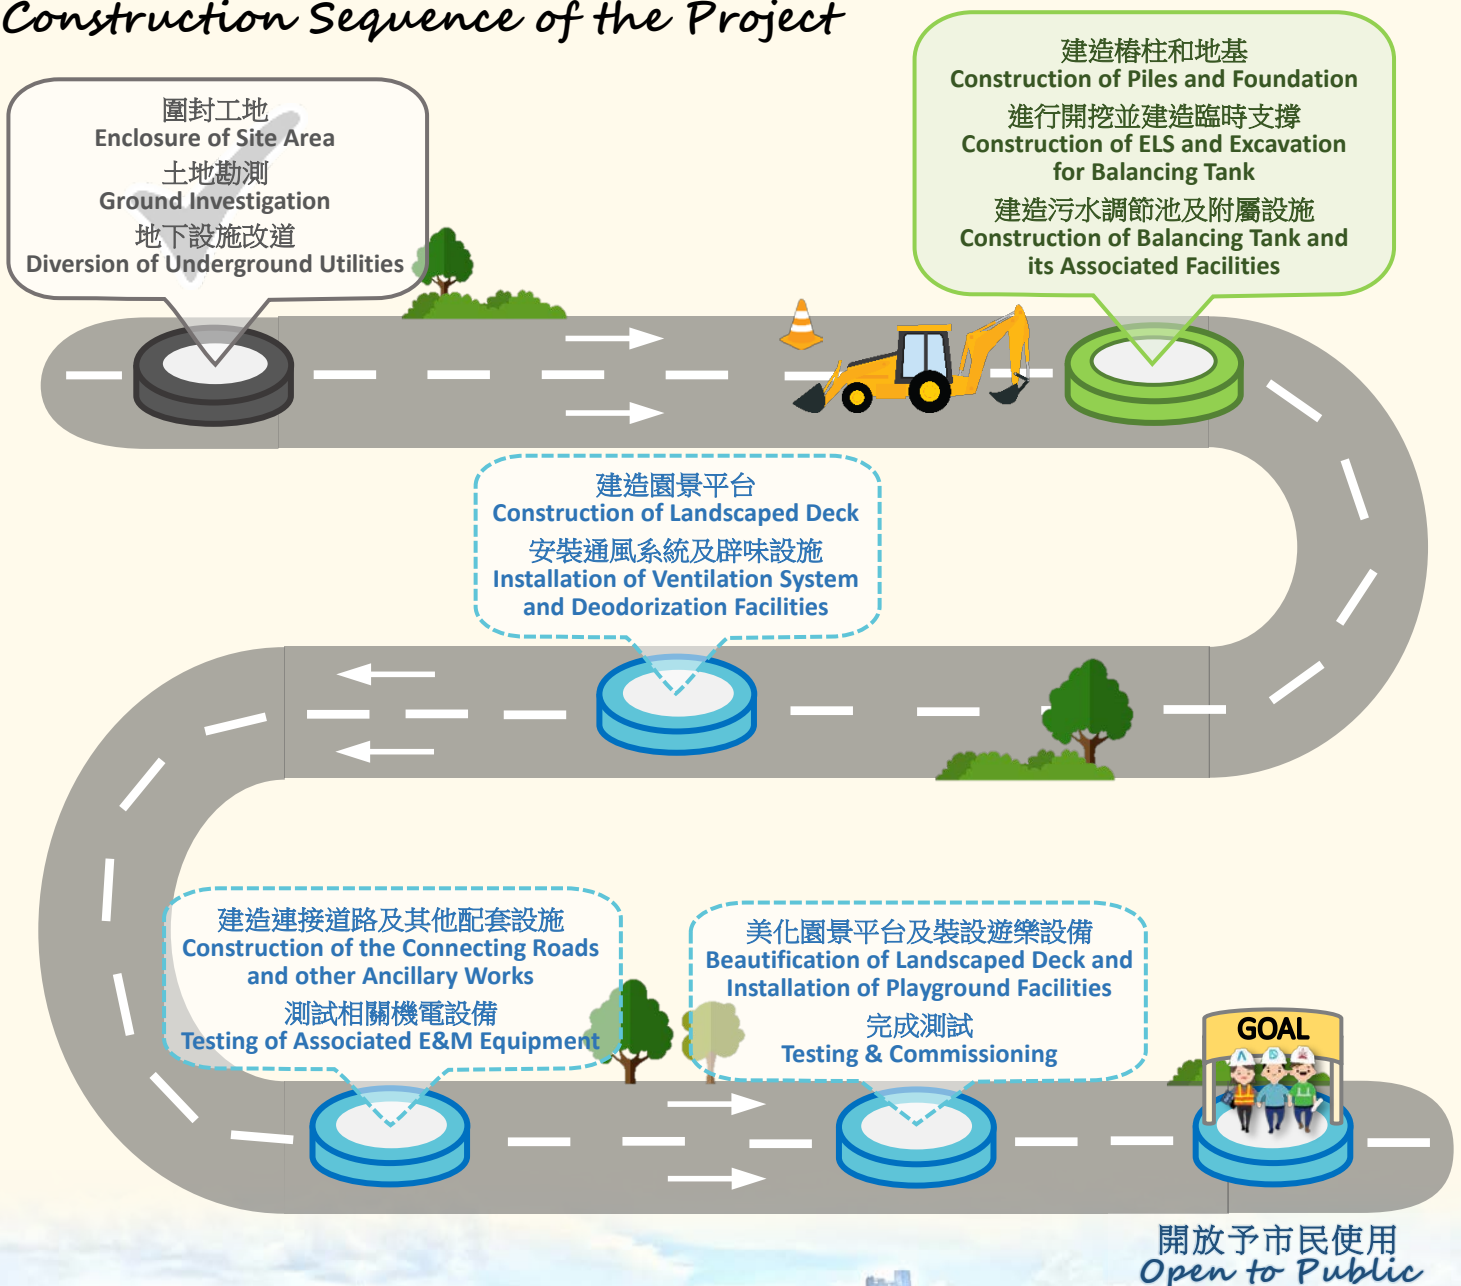 Construction Sequence of the Project
圍封工地
Enclosure of Site Area
土地勘測
Ground Investigation
地下設施改道
Diversion of Underground Utilities
建造樁柱和地基
Construction of Piles and Foundation
進行開挖並建造臨時支撐
Construction of ELS and Excavation
for Balancing Tank
建造污水調節池及附屬設施
Construction of Balancing Tank and
its Associated Facilities
建造園景平台
Construction of Landscaped Deck
安裝通風系統及辟味設施
Installation of Ventilation System
and Deodorization Facilities
建造連接道路及其他配套設施
Construction of the Connecting Roads
and other Ancillary Works
測試相關機電設備
Testing of Associated E&M Equipment
美化園景平台及裝設遊樂設備
Beautification of Landscaped Deck and
Installation of Playground Facilities
完成測試
Testing & Commissioning
GOAL
開放予市民使用
Open to Public